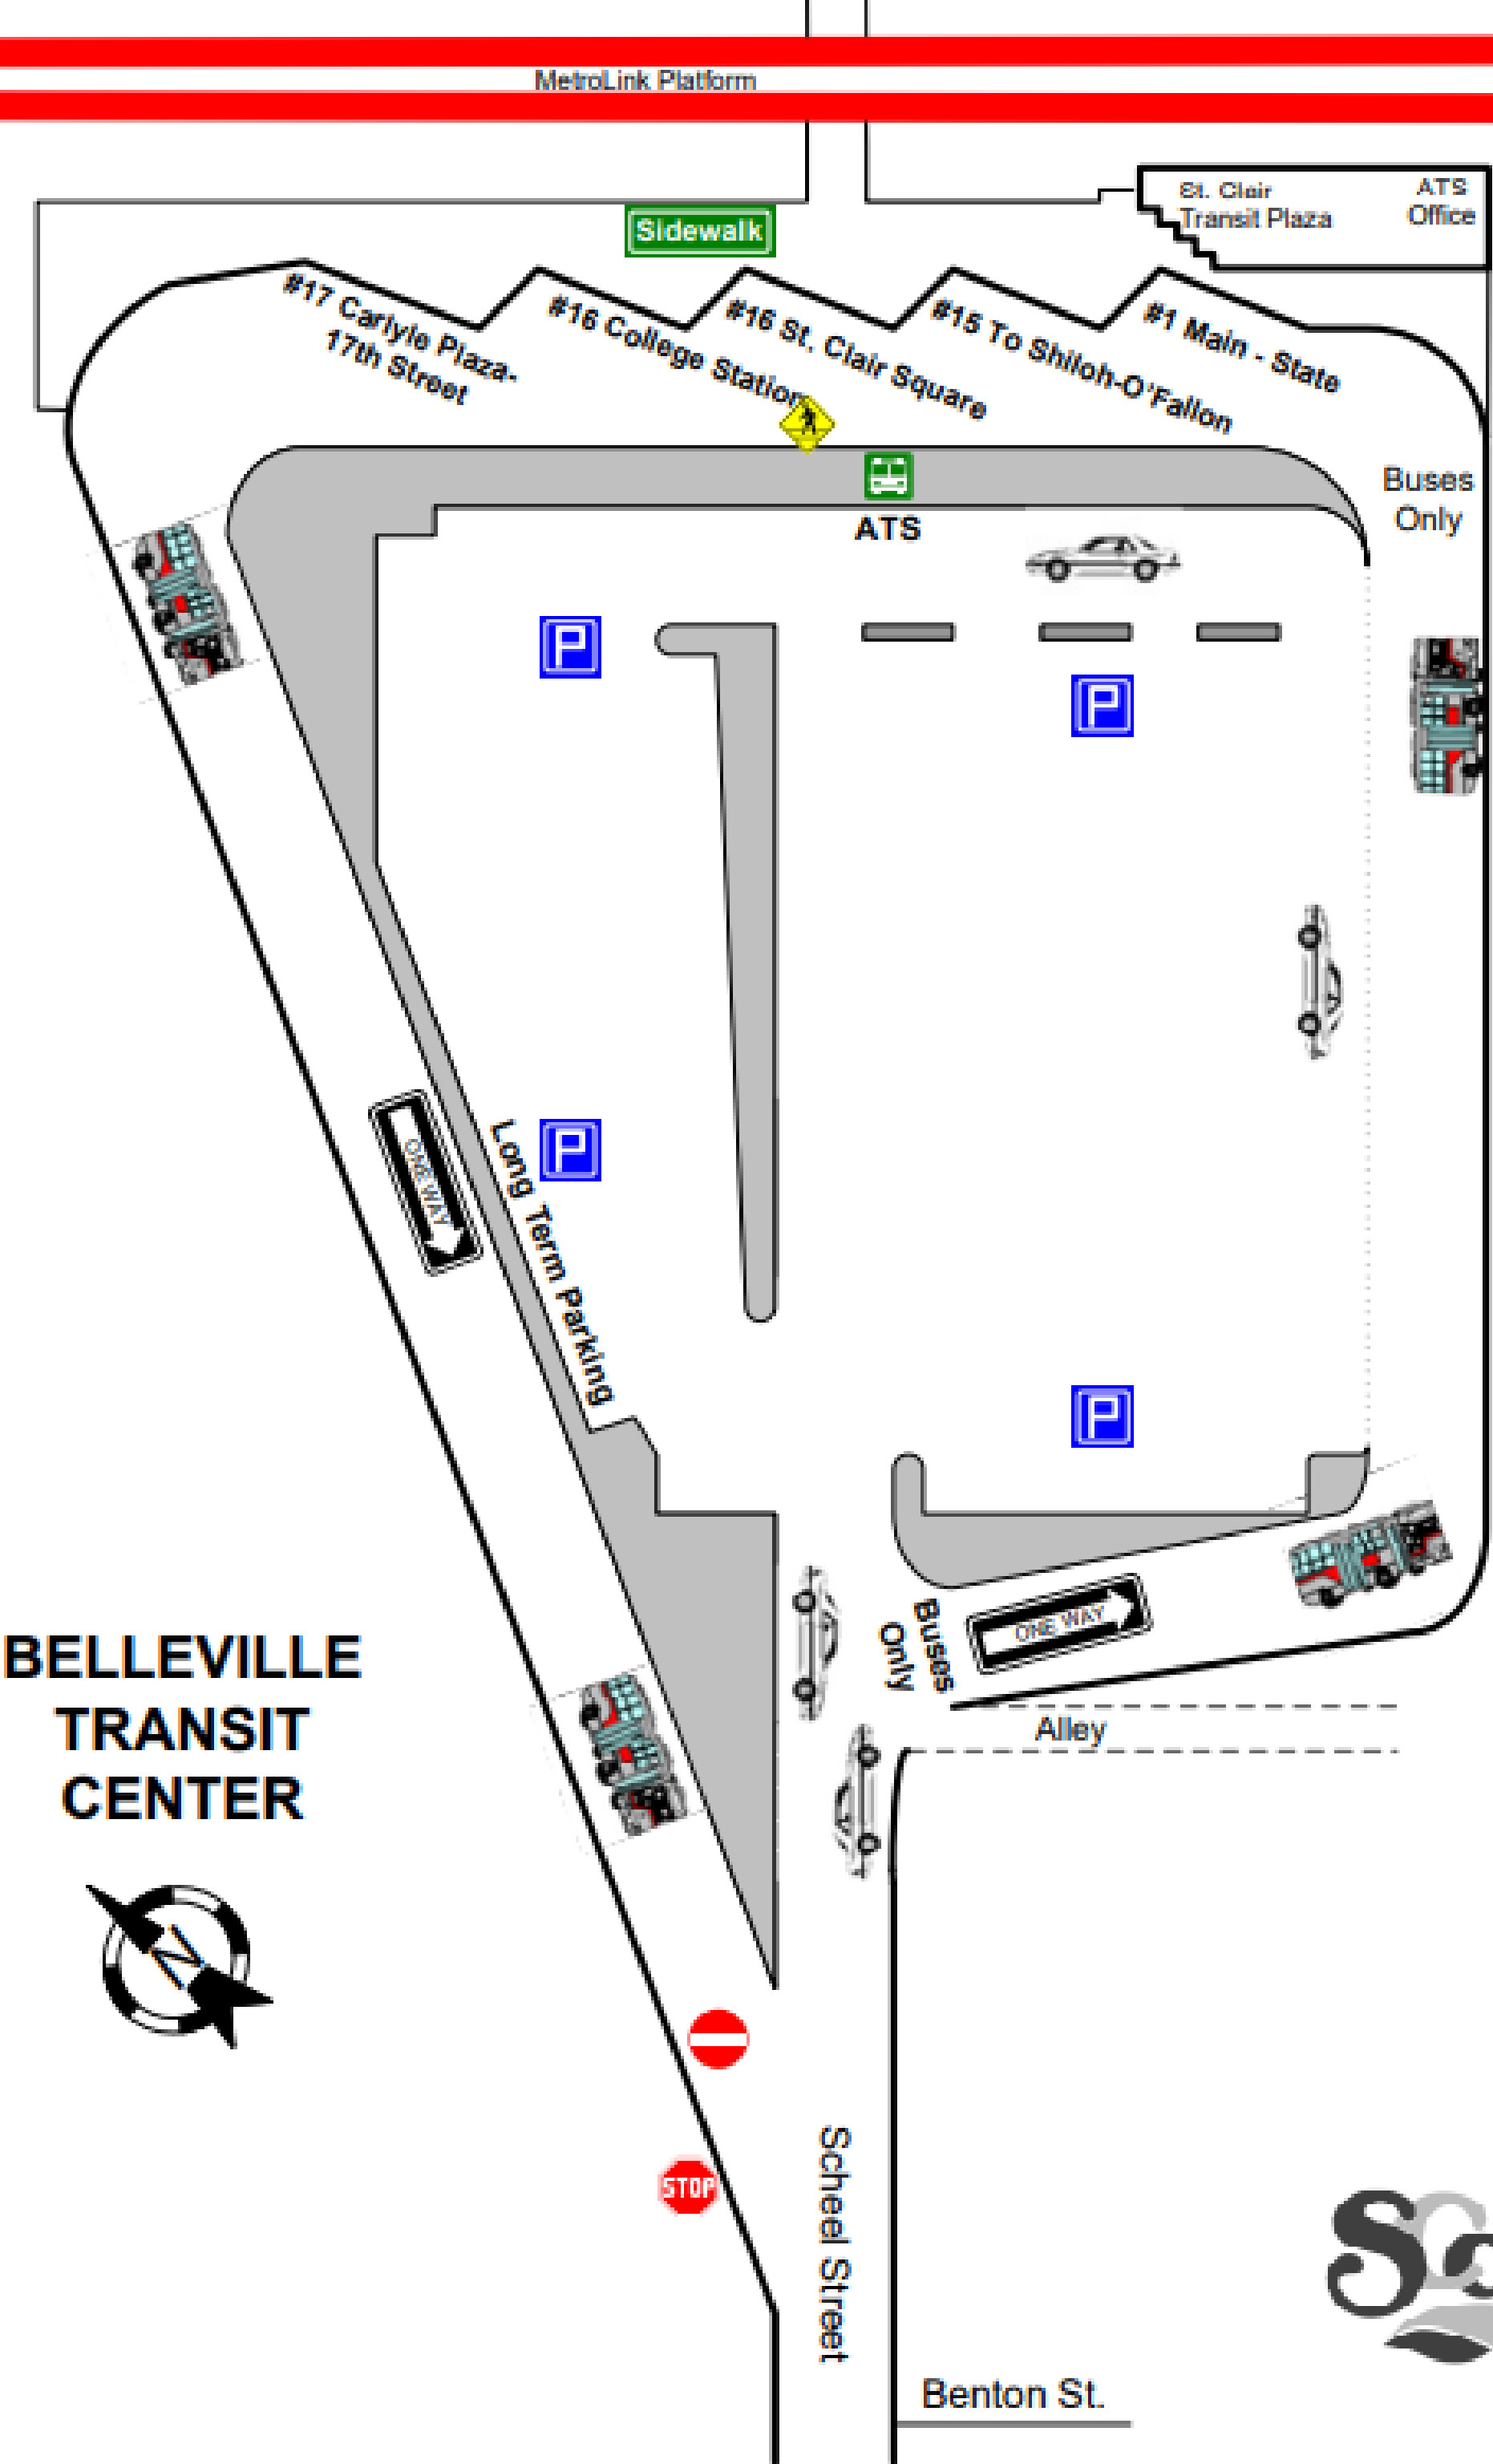 MetroLink Platform
St. Clair
Transit Plaza
ATS
Office
Sidewalk
#17 Carlyle Plaza-
17th Street
#16 College Station
#16 St. Clair Square
#15 To Shiloh-O'Fallon
#1 Main - State
Buses
Only
ATS
P
P
P
Long Term Parking
ONE WAY
P
Buses
Only
ONE WAY
Alley
BELLEVILLE
TRANSIT
CENTER
N
STOP
Scheel Street
Benton St.